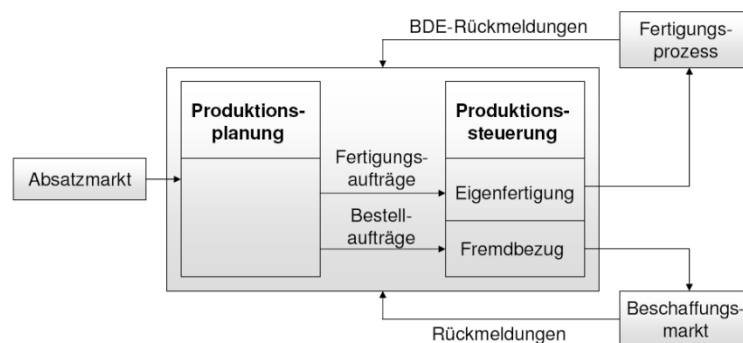 BDE-Rückmeldungen
Fertigungs-
prozess
Produktions-
planung
Produktions-
steuerung
Absatzmarkt
Fertigungs-
aufträge
Eigenfertigung
Bestell-
aufträge
Fremdbezug
Rückmeldungen
Beschaffungs-
markt